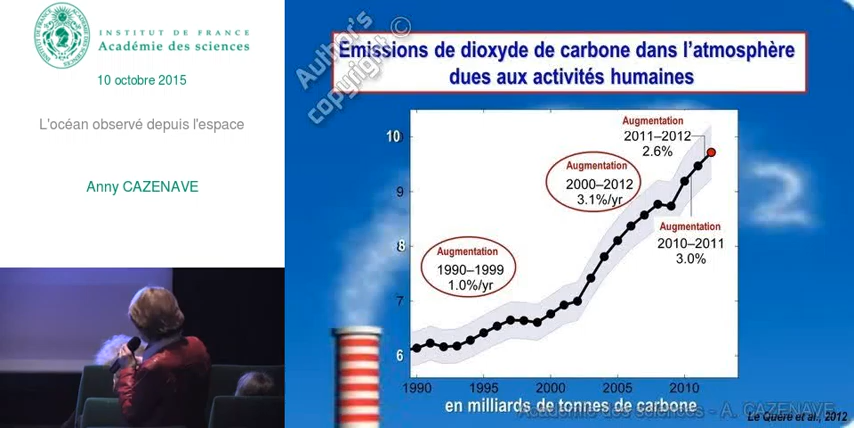 INSTITUT DE FRANCE
Académie des sciences
10 octobre 2015
L'océan observé depuis l'espace
Anny CAZENAVE
Author's
copyright ©
Emissions de dioxyde de carbone dans l'atmosphère
dues aux activités humaines
10
9
8
7
6
Augmentation
2011–2012
2.6%
Augmentation
2000–2012
3.1%/yr
Augmentation
2010–2011
3.0%
Augmentation
1990–1999
1.0%/yr
2
1990 1995 2000 2005 2010
en milliards de tonnes de carbone
Académie des sciences - A. CAZENAVE
Le Quéré et al., 2012